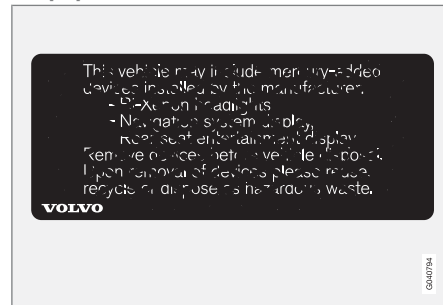 This vehicle may include mercury-added
devices installed by the manufacturer,
- Bi-Xenon headlights
- Navigation system display,
Rear seat entertainment display
Remove devices before vehicle disposal.
Upon removal of devices please reuse,
recycle or dispose as hazardous waste.
VOLVO
G040794